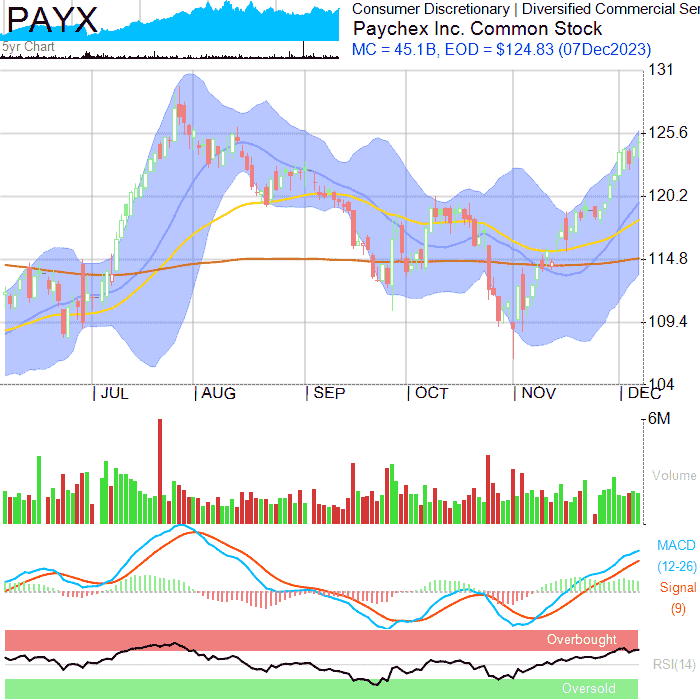 PAYX
5yr Chart
Consumer Discretionary | Diversified Commercial Ser
Paychex Inc. Common Stock
MC = 45.1B, EOD = $124.83 (07Dec2023)
131
125.6
120.2
114.8
109.4
104
JUL AUG SEP OCT NOV DEC
6M
Volume
MACD
(12-26)
Signal
(9)
Overbought
RSI(14)
Oversold